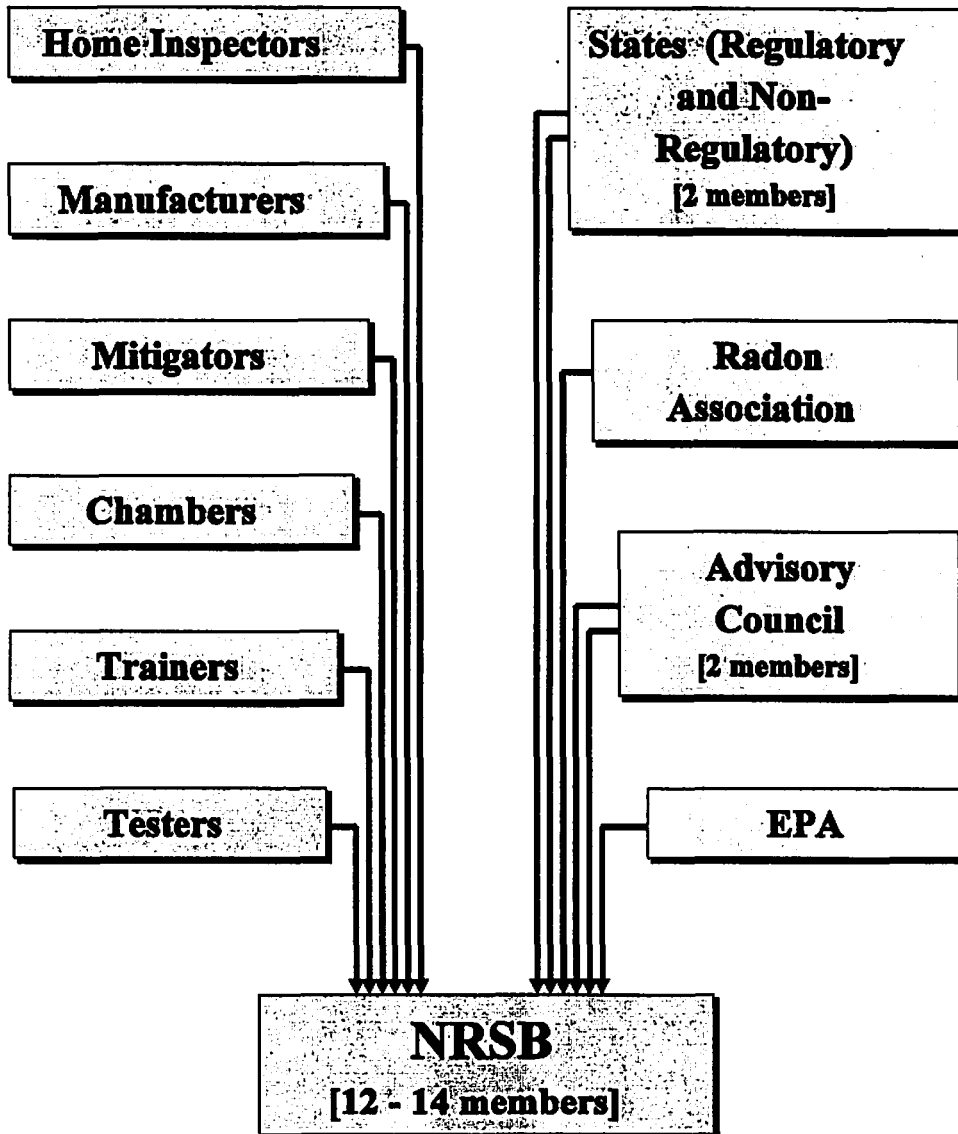 Home Inspectors
Manufacturers
Mitigators
Chambers
Trainers
Testers
States (Regulatory
and Non-
Regulatory)
[2 members]
Radon
Association
Advisory
Council
[2 members]
EPA
NRSB
[12 - 14 members]